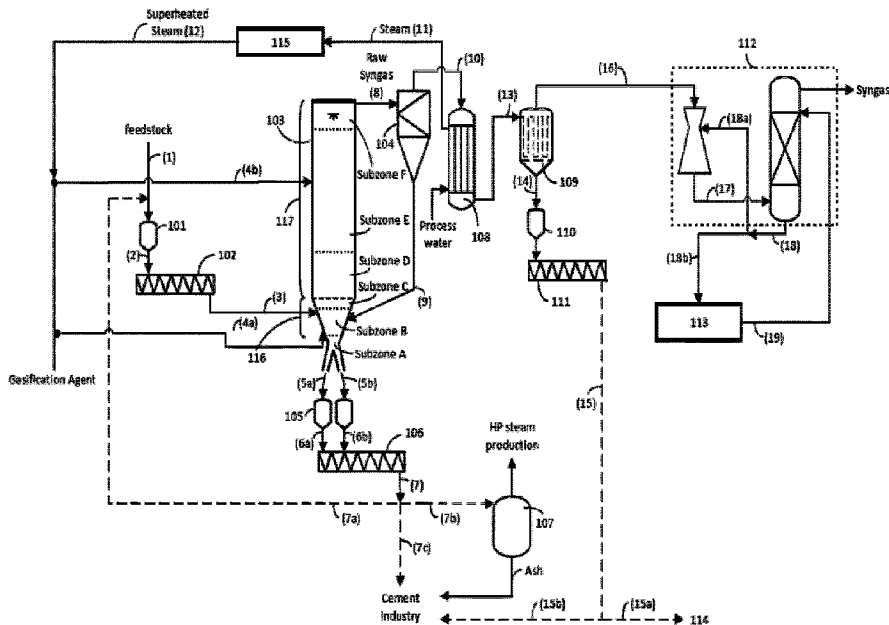 Superheated
Steam (12)
115
Steam (11)
Raw
Syngas
(8)
(10)
(13)
(16)
112
Syngas
feedstock
(1)
103
104
Subzone F
(4b)
(18a)
109
(14)
108
Process
water
(17)
117
Subzone E
101
(2)
102
110
Subzone D
(18)
(18b)
Subzone C
(3)
(9)
111
113
(4a)
116
Subzone B
(19)
Subzone A
Gasification Agent
(5a)
(5b)
105
(6a)
(6b)
106
(15)
HP steam
production
(7)
107
(7a)
(7b)
(7c)
Ash
Cement
Industry
(15b)
(15a)
114